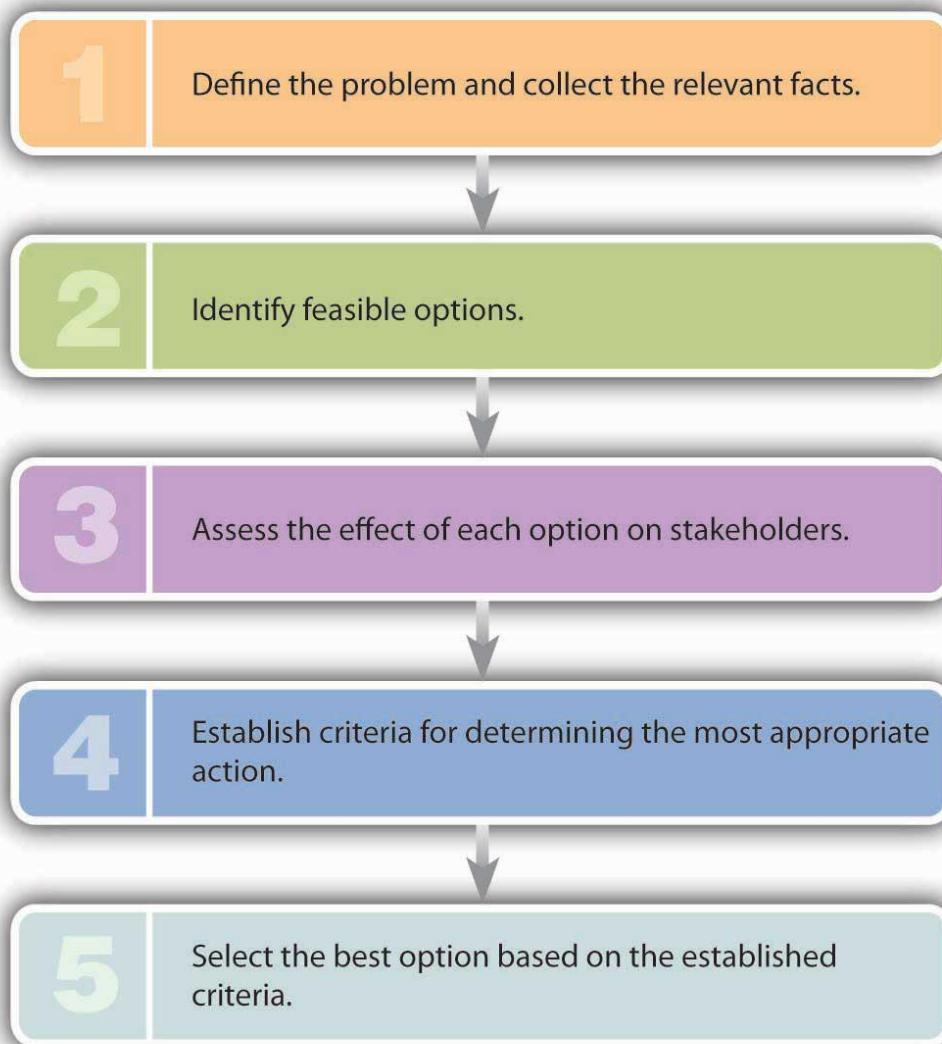 1
Define the problem and collect the relevant facts.
2
Identify feasible options.
3
Assess the effect of each option on stakeholders.
4
Establish criteria for determining the most appropriate
action.
5
Select the best option based on the established
criteria.